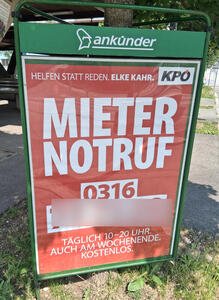 ankünder
HELFEN STATT REDEN. ELKE KAHR.
KPÖ
MIETER
NOTRUF
0316
TÄGLICH 10–20 UHR.
AUCH AM WOCHENENDE.
KOSTENLOS.